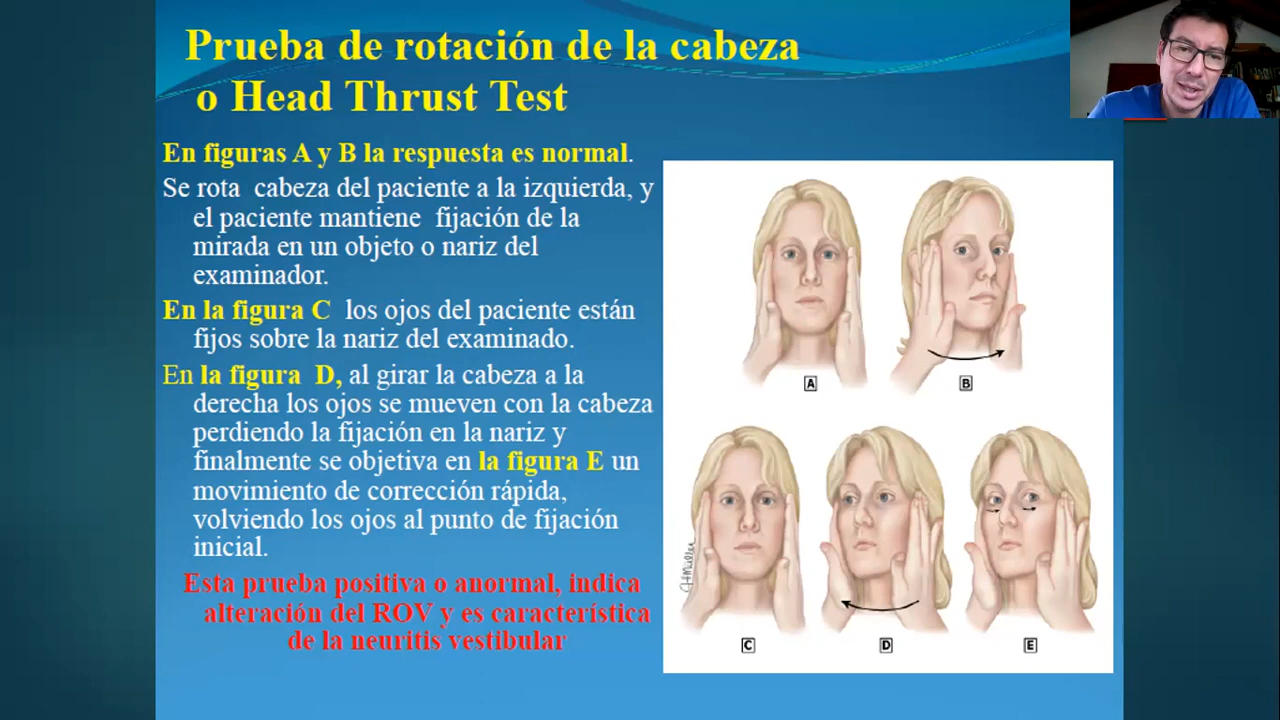 Prueba de rotación de la cabeza
o Head Thrust Test
En figuras A y B la respuesta es normal.
Se rota cabeza del paciente a la izquierda, y
el paciente mantiene fijación de la
mirada en un objeto o nariz del
examinador.
En la figura C los ojos del paciente están
fijos sobre la nariz del examinado.
En la figura D, al girar la cabeza a la
derecha los ojos se mueven con la cabeza
perdiendo la fijación en la nariz y
finalmente se objetiva en la figura E un
movimiento de corrección rápida,
volviendo los ojos al punto de fijación
inicial.
Esta prueba positiva o anormal, indica
alteración del ROV y es característica
de la neuritis vestibular
A
B
C
D
E